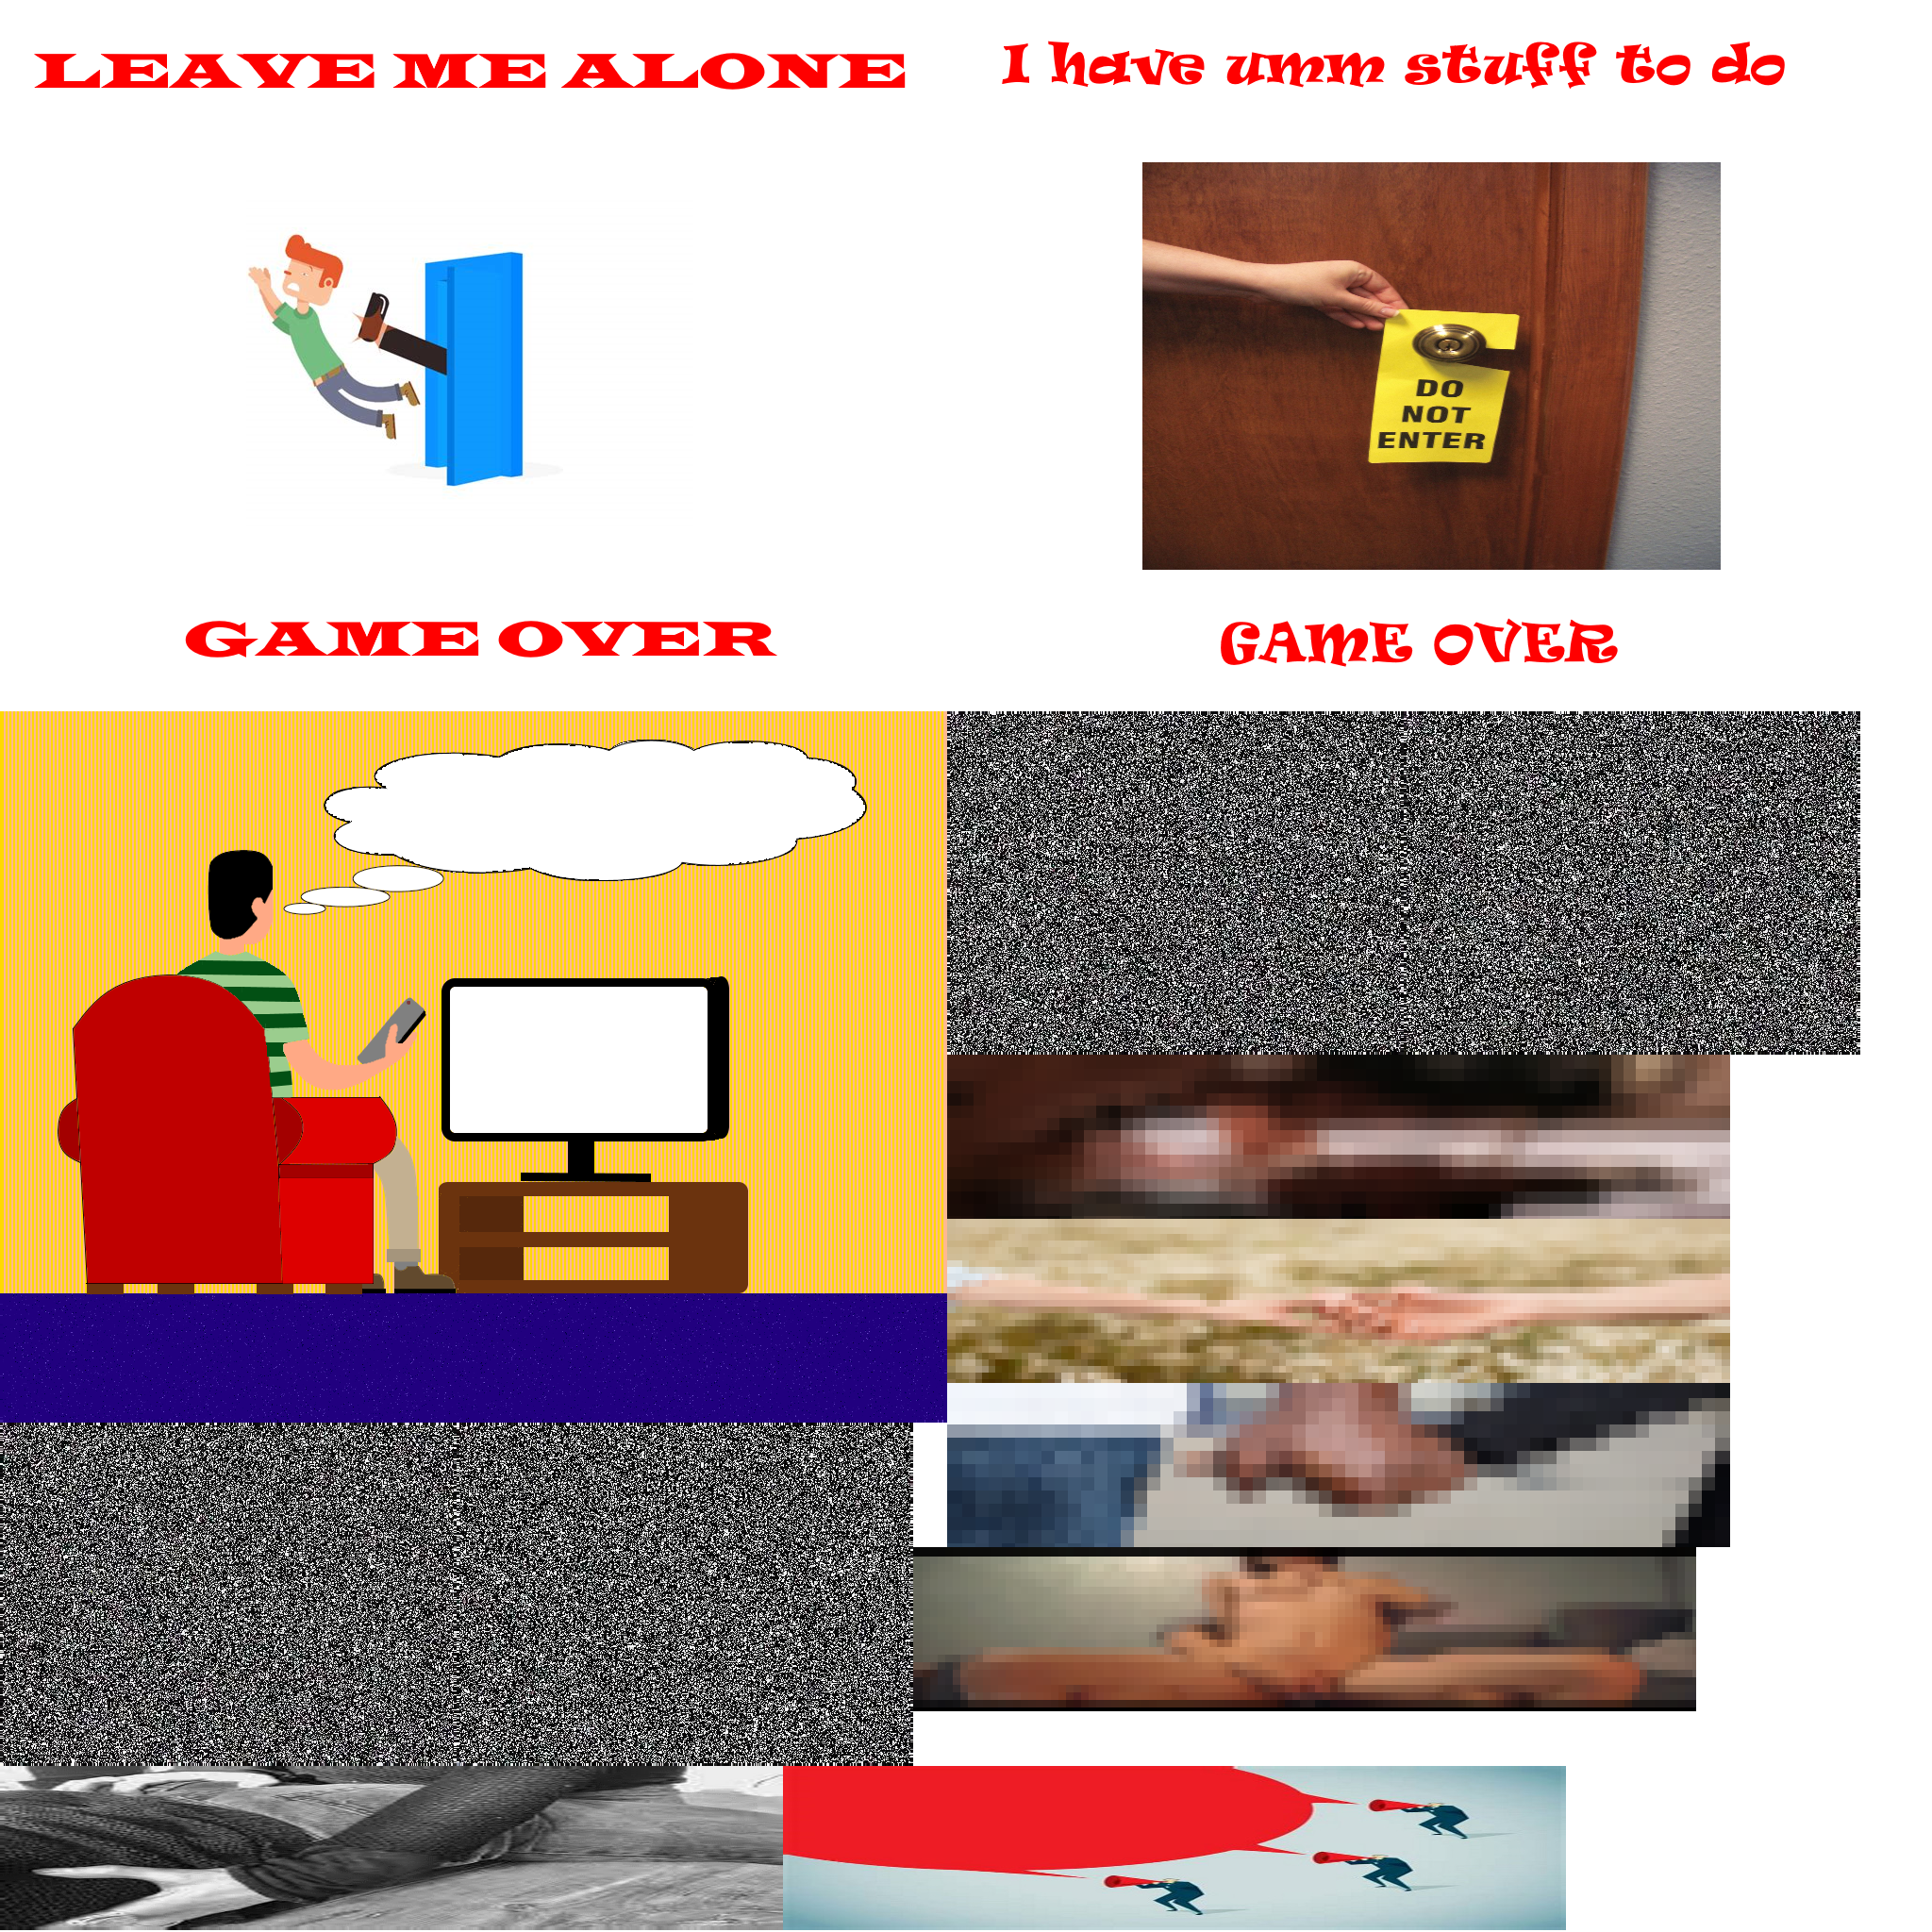 LEAVE ME ALONE
I have umm stuff to do
DO
NOT
ENTER
GAME OVER
GAME OVER